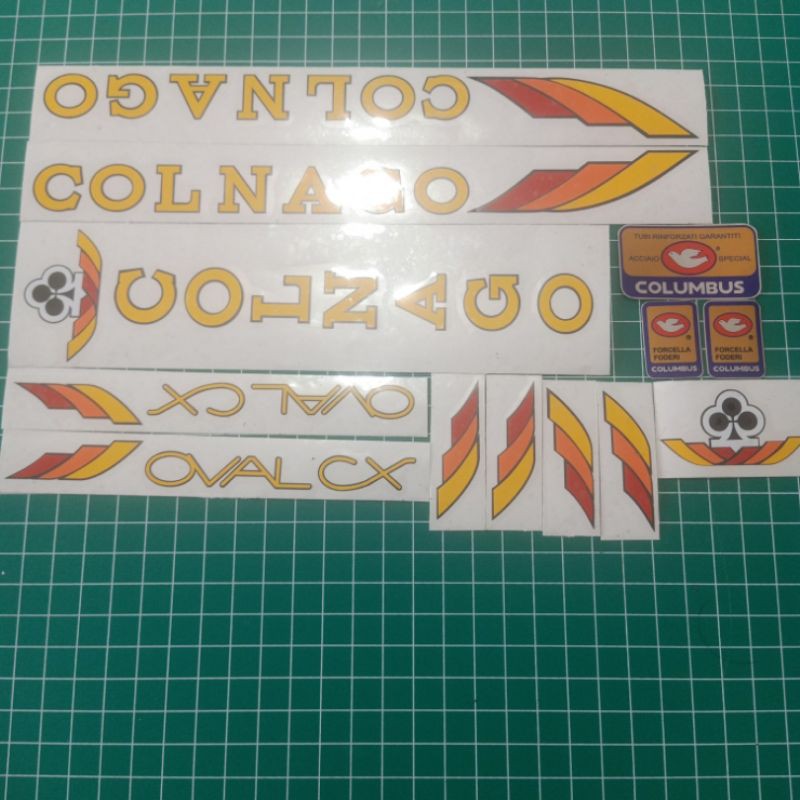 COLNAGO
COLNAGO
COLNAGO
TUBI RINFORZATI GARANTITI
ACCIAIO SPECIAL
COLUMBUS
FORCELLA
FODERI
COLUMBUS
FORCELLA
FODERI
COLUMBUS
OVAL CX
OVAL CX